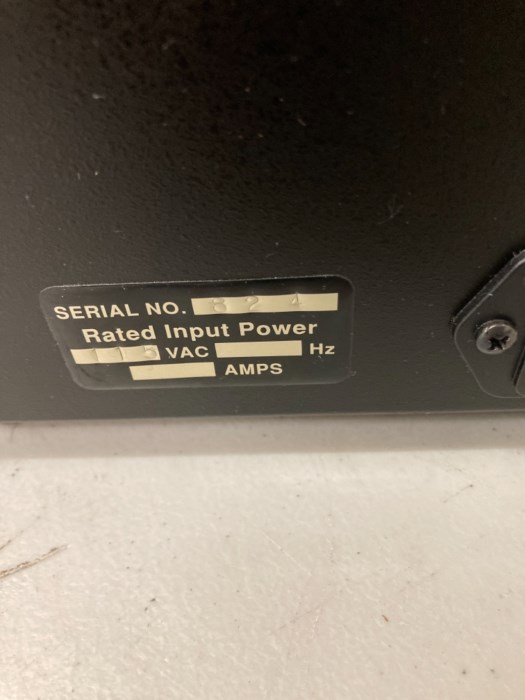 SERIAL NO. 824
Rated Input Power
115 VAC Hz
AMPS